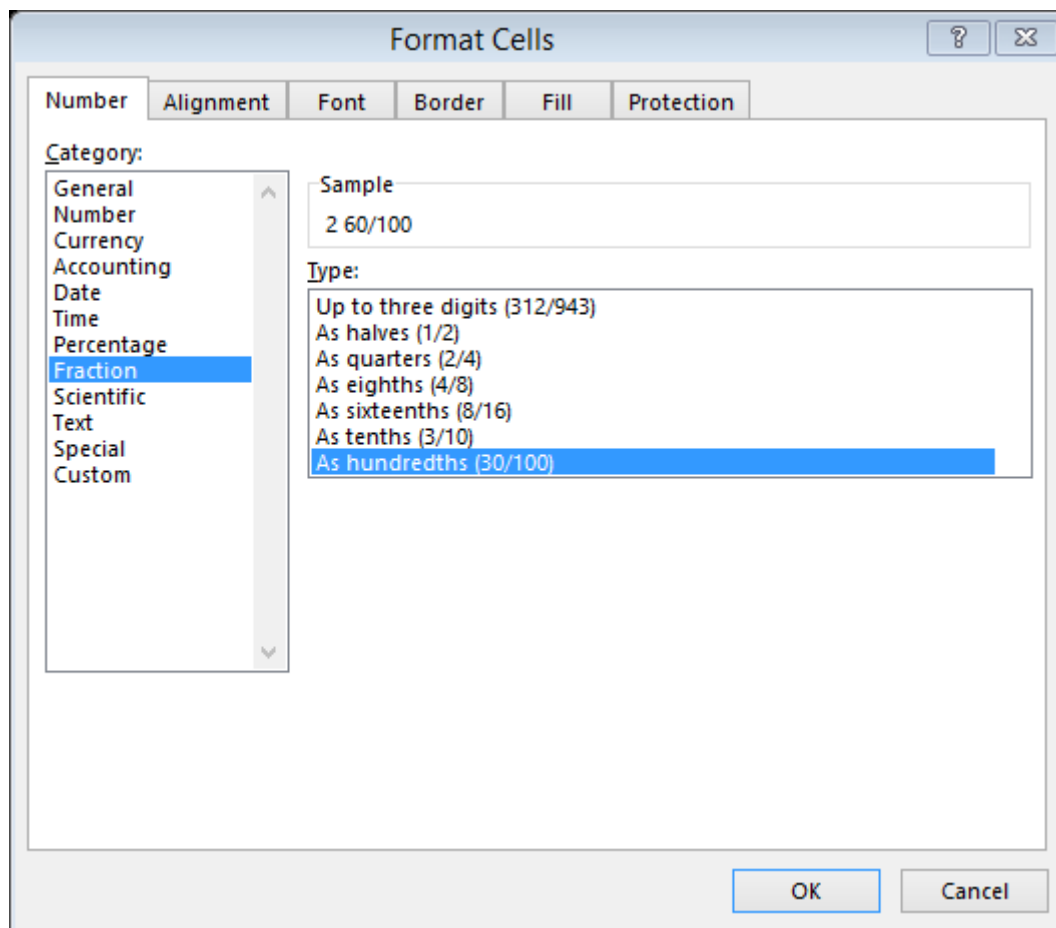 Format Cells
Number Alignment Font Border Fill Protection
Category:
General
Number
Currency
Accounting
Date
Time
Percentage
Fraction
Scientific
Text
Special
Custom
Sample
2 60/100
Type:
Up to three digits (312/943)
As halves (1/2)
As quarters (2/4)
As eighths (4/8)
As sixteenths (8/16)
As tenths (3/10)
As hundredths (30/100)
OK Cancel